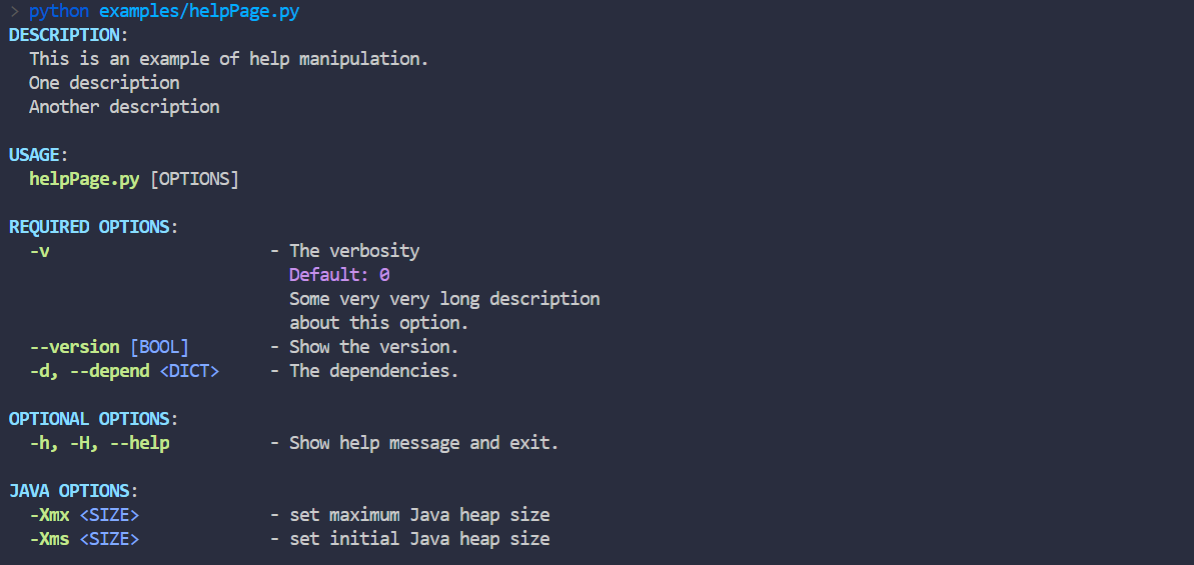 > python examples/helpPage.py
DESCRIPTION:
  This is an example of help manipulation.
  One description
  Another description

USAGE:
  helpPage.py [OPTIONS]

REQUIRED OPTIONS:
  -v                      - The verbosity
                            Default: 0
                            Some very very long description
                            about this option.
  --version [BOOL]        - Show the version.
  -d, --depend <DICT>     - The dependencies.

OPTIONAL OPTIONS:
  -h, -H, --help          - Show help message and exit.

JAVA OPTIONS:
  -Xmx <SIZE>             - set maximum Java heap size
  -Xms <SIZE>             - set initial Java heap size